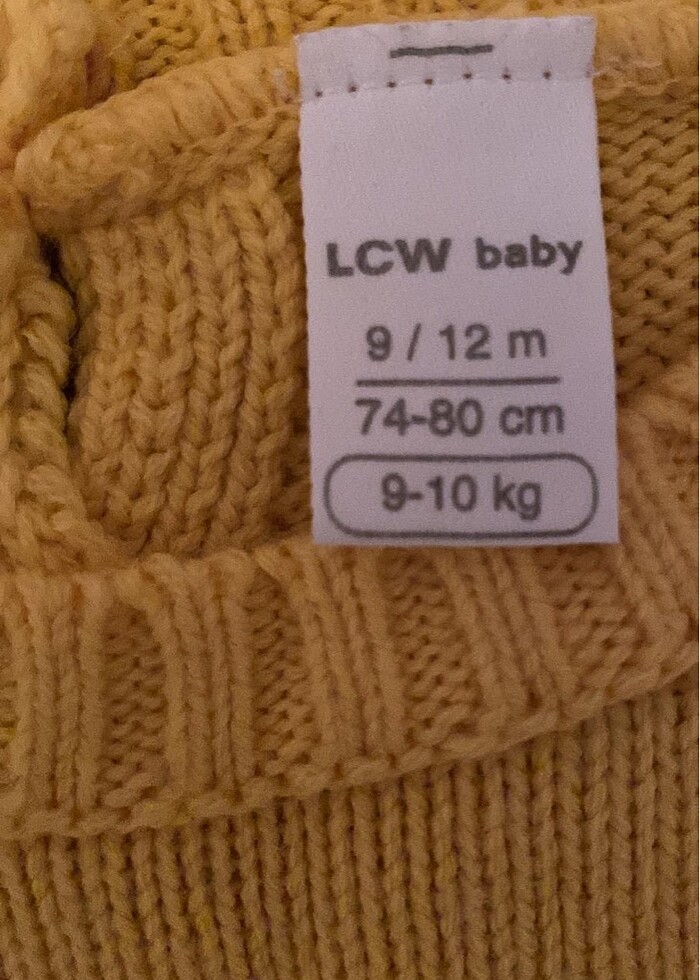 LCW baby
9 / 12 m
74-80 cm
9-10 kg